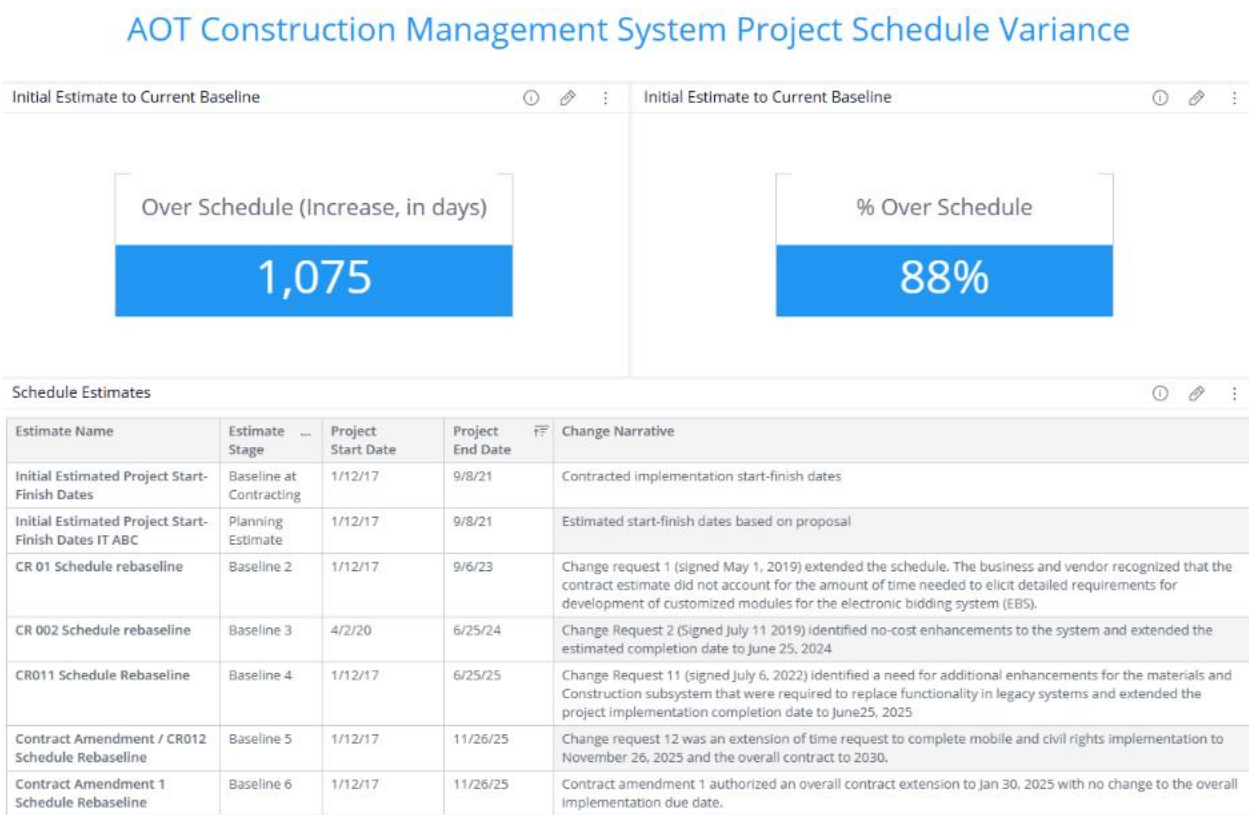 AOT Construction Management System Project Schedule Variance
Initial Estimate to Current Baseline
Initial Estimate to Current Baseline
Over Schedule (Increase, in days)
1,075
% Over Schedule
88%
Schedule Estimates
Estimate Name
Estimate ...
Stage
Project
Start Date
Project
End Date
Change Narrative
Initial Estimated Project Start-
Finish Dates
Baseline at
Contracting
1/12/17
9/8/21
Contracted implementation start-finish dates
Initial Estimated Project Start-
Finish Dates IT ABC
Planning
Estimate
1/12/17
9/8/21
Estimated start-finish dates based on proposal
CR 01 Schedule rebaseline
Baseline 2
1/12/17
9/6/23
Change request 1 (signed May 1, 2019) extended the schedule. The business and vendor recognized that the
contract estimate did not account for the amount of time needed to elicit detailed requirements for
development of customized modules for the electronic bidding system (EBS).
CR 002 Schedule rebaseline
Baseline 3
4/2/20
6/25/24
Change Request 2 (Signed July 11 2019) identified no-cost enhancements to the system and extended the
estimated completion date to June 25, 2024
CR011 Schedule Rebaseline
Baseline 4
1/12/17
6/25/25
Change Request 11 (signed July 6, 2022) identified a need for additional enhancements for the materials and
Construction subsystem that were required to replace functionality in legacy systems and extended the
project implementation completion date to June25, 2025
Contract Amendment / CR012
Schedule Rebaseline
Baseline 5
1/12/17
11/26/25
Change request 12 was an extension of time request to complete mobile and civil rights implementation to
November 26, 2025 and the overall contract to 2030.
Contract Amendment 1
Schedule Rebaseline
Baseline 6
1/12/17
11/26/25
Contract amendment 1 authorized an overall contract extension to Jan 30, 2025 with no change to the overall
implementation due date.